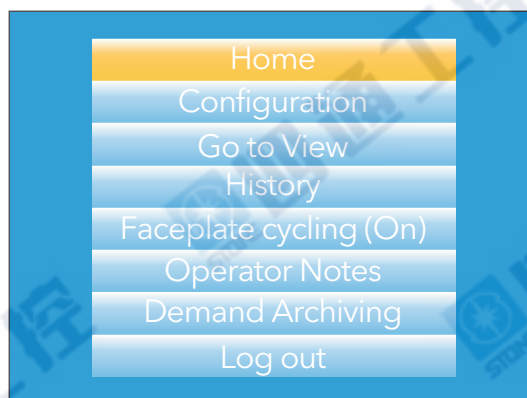 Home
Configuration
Go to View
History
Faceplate cycling (On)
Operator Notes
Demand Archiving
Log out